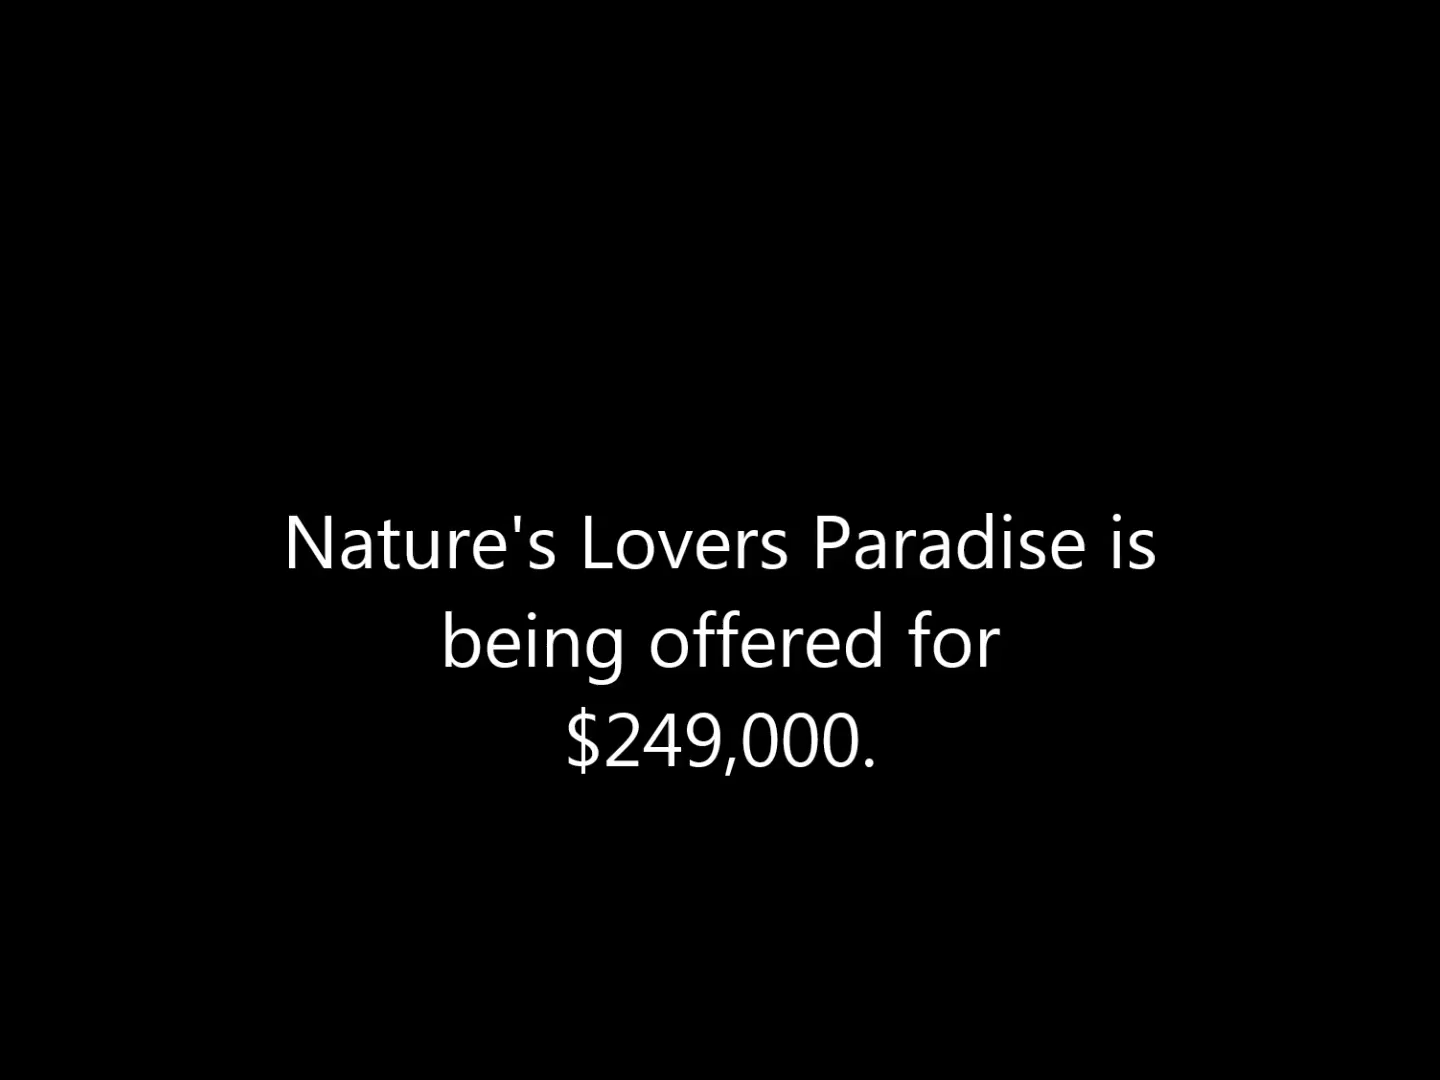 Nature's Lovers Paradise is
being offered for
$249,000.